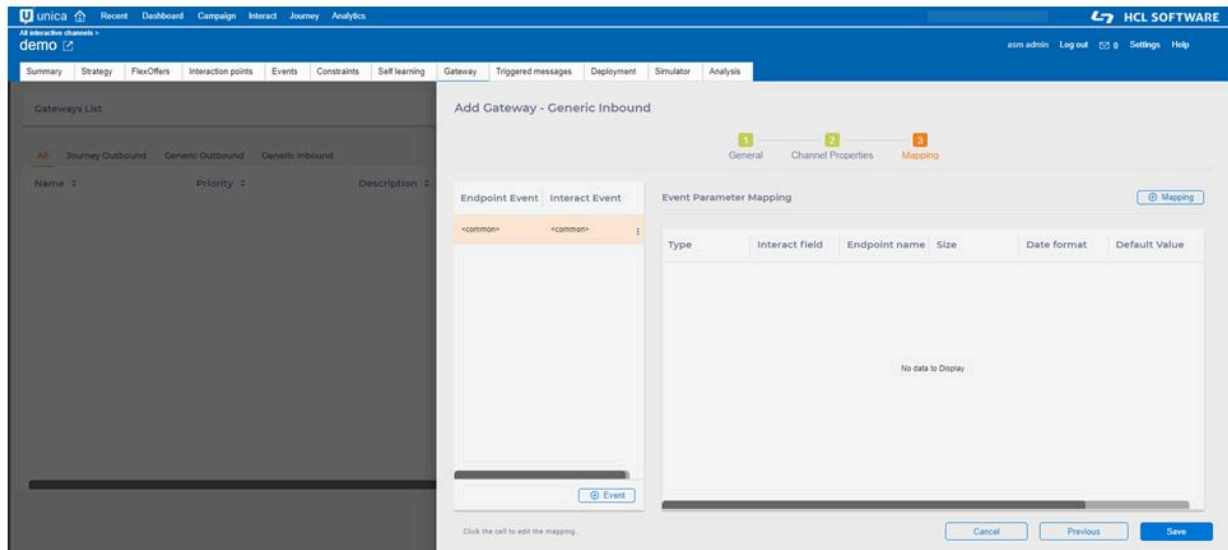 unica Recent Dashboard Campaign Interact Journey Analytics HCL SOFTWARE
All interactive channels >
demo asm admin Log out 0 Settings Help
Summary Strategy FlexOffers Interaction points Events Constraints Self learning Gateway Triggered messages Deployment Simulator Analysis
Gateways List
Add Gateway - Generic Inbound
1 2 3
General Channel Properties Mapping
All Journey Outbound Generic Outbound Generic Inbound
Name Priority Description
Endpoint Event Interact Event
Event Parameter Mapping
Mapping
<common> <common>
Type Interact field Endpoint name Size Date format Default Value
No data to Display
Event
Click the cell to edit the mapping.
Cancel Previous Save